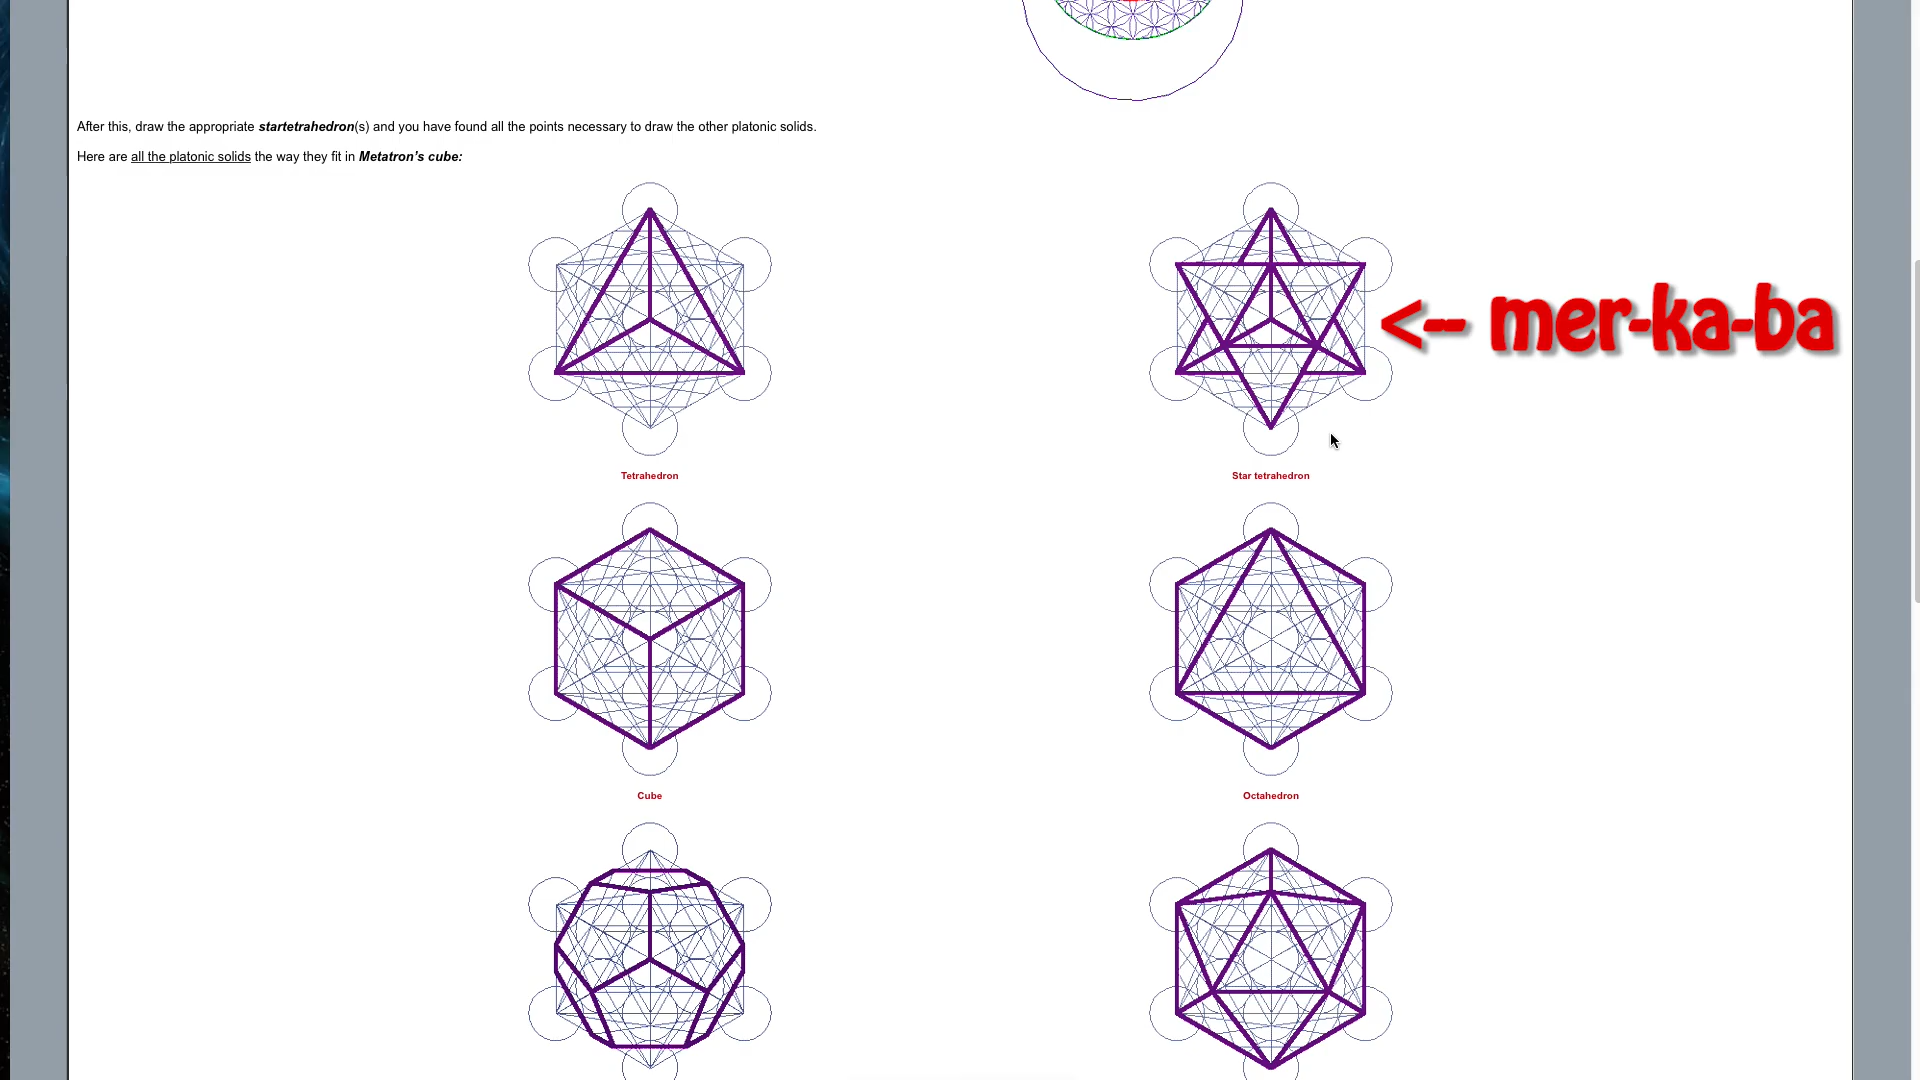 After this, draw the appropriate startetrahedron(s) and you have found all the points necessary to draw the other platonic solids.
Here are all the platonic solids the way they fit in Metatron's cube:
<-- mer-ka-ba
Tetrahedron
Star tetrahedron
Cube
Octahedron